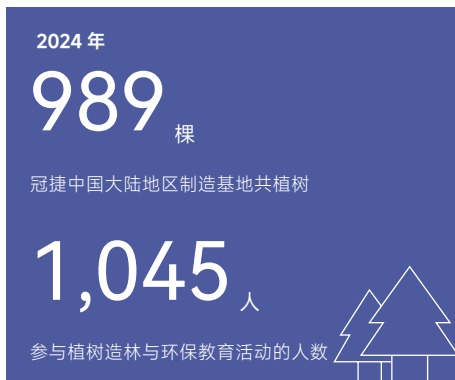 2024 年
989 棵
冠捷中国大陆地区制造基地共植树
1,045 人
参与植树造林与环保教育活动的人数